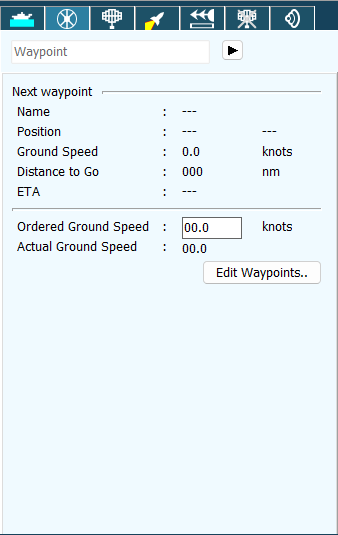 Waypoint
Next waypoint
Name : ---
Position : --- ---
Ground Speed : 0.0 knots
Distance to Go : 000 nm
ETA : ---
Ordered Ground Speed : 00.0 knots
Actual Ground Speed : 00.0
Edit Waypoints..